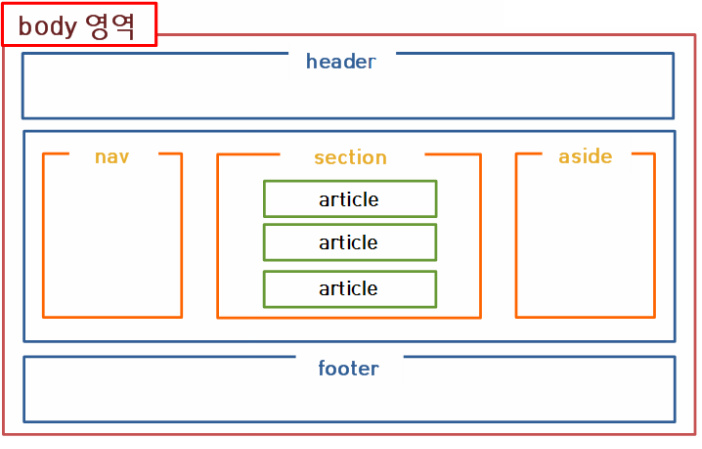 body 영역
header
nav
section
aside
article
article
article
footer